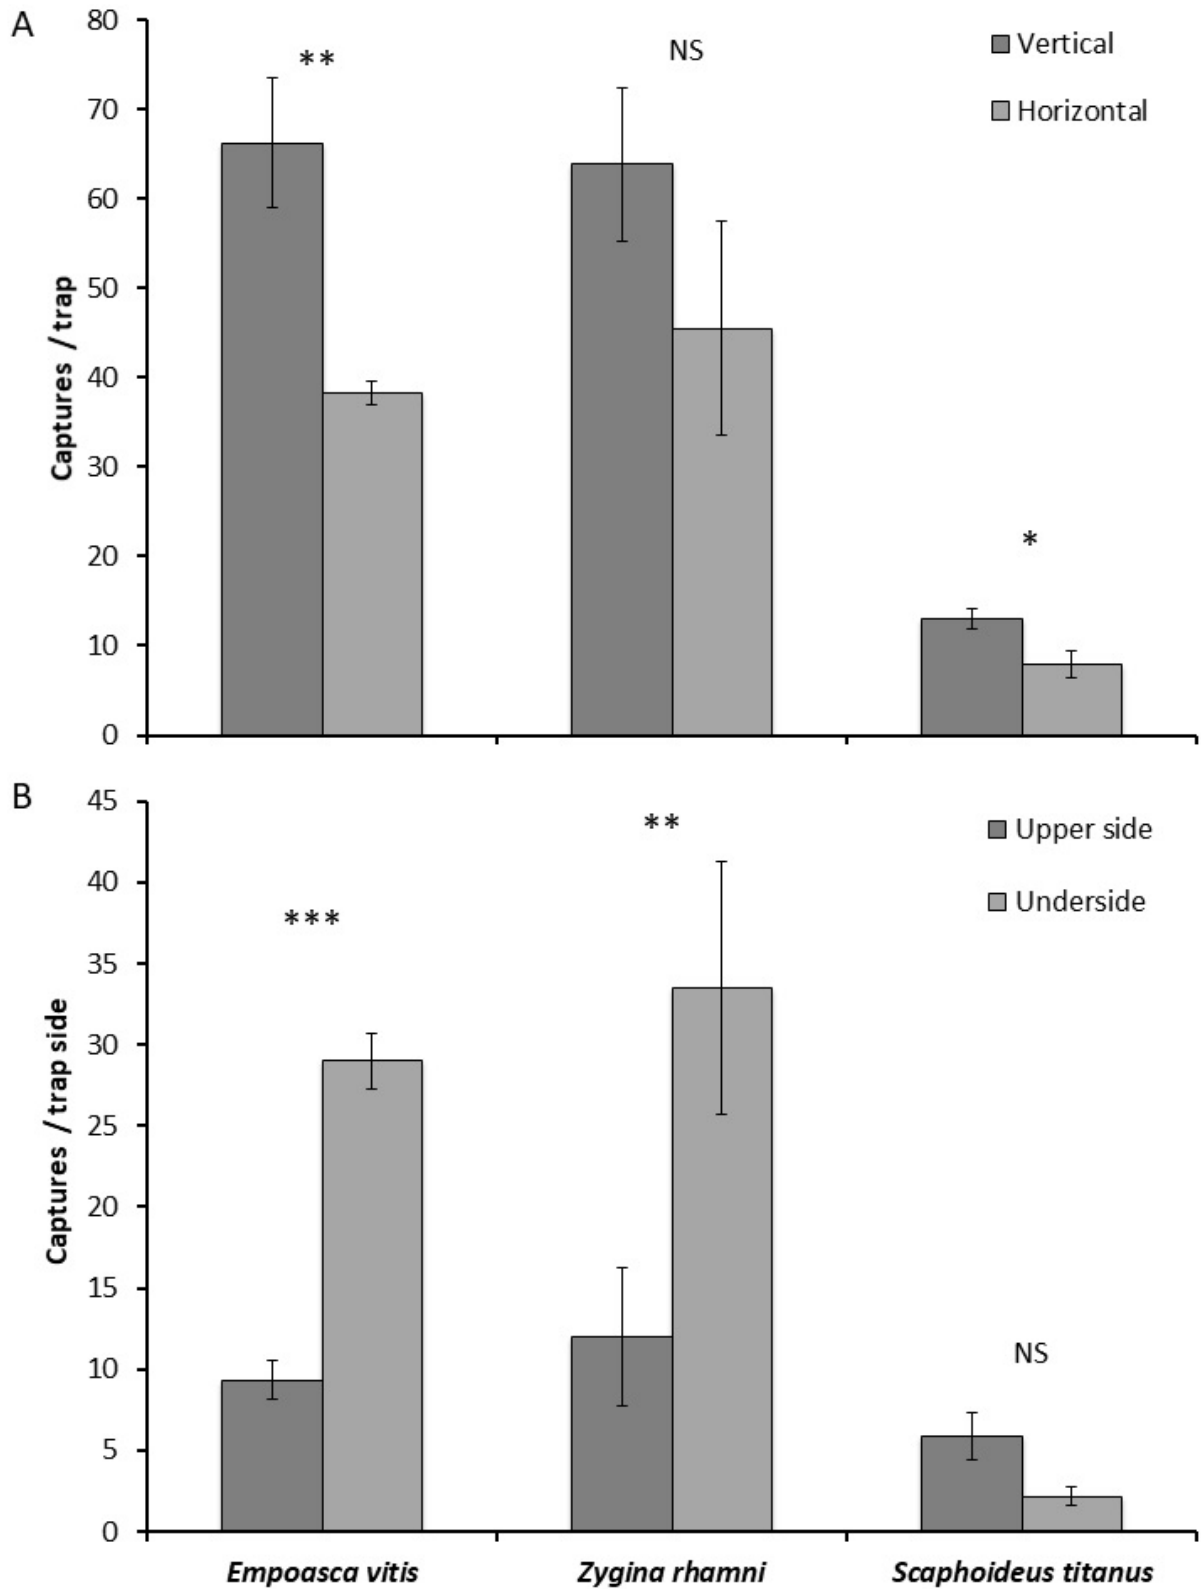 A
80
70
60
50
40
30
20
10
0
Captures /trap
**
NS
*
Vertical
Horizontal
B
45
40
35
30
25
20
15
10
5
0
Captures /trap side
***
**
NS
Upper side
Underside
Empoasca vitis
Zygina rhamni
Scaphoideus titanus